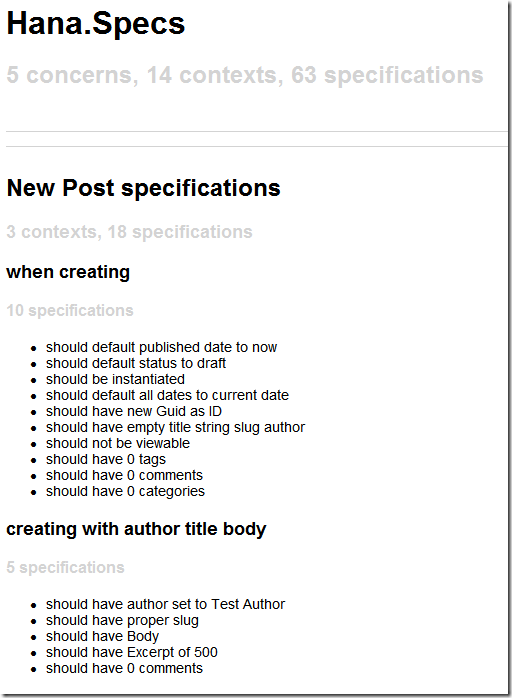 Hana.Specs
5 concerns, 14 contexts, 63 specifications
New Post specifications
3 contexts, 18 specifications
when creating
10 specifications
should default published date to now
should default status to draft
should be instantiated
should default all dates to current date
should have new Guid as ID
should have empty title string slug author
should not be viewable
should have 0 tags
should have 0 comments
should have 0 categories
creating with author title body
5 specifications
should have author set to Test Author
should have proper slug
should have Body
should have Excerpt of 500
should have 0 comments